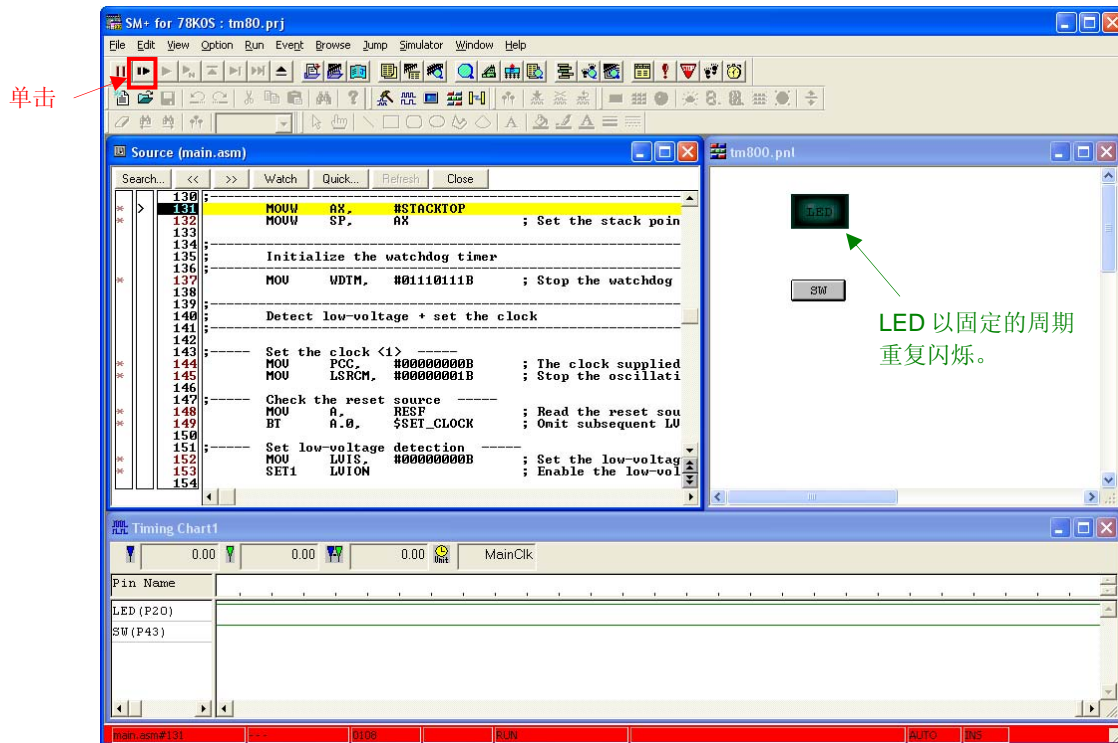 SM+ for 78K0S : tm80.prj
File Edit View Option Run Event Browse Jump Simulator Window Help
单击
Source (main.asm)
Search... << >> Watch Quick... Refresh Close
130 ;
131 MOVW AX, #STACKTOP
132 MOVW SP, AX ; Set the stack poin
133
134 ;
135 ; Initialize the watchdog timer
136 ;
137 MOV WDTM, #01110111B ; Stop the watchdog
138
139 ;
140 ; Detect low-voltage + set the clock
141 ;
142
143 ;----- Set the clock <1> -----
144 MOV PCC, #00000000B ; The clock supplied
145 MOV LSRCM, #00000001B ; Stop the oscillati
146
147 ;----- Check the reset source -----
148 MOV A, RESF ; Read the reset sou
149 BT A.0, $SET_CLOCK ; Omit subsequent LV
150
151 ;----- Set low-voltage detection -----
152 MOV LVIS, #00000000B ; Set the low-voltag
153 SET1 LVION ; Enable the low-vol
154
tm800.pnl
LED
SW
LED 以固定的周期
重复闪烁。
Timing Chart1
0.00 0.00 0.00 Unit MainClk
Pin Name
LED(P20)
SW(P43)
main.asm#131 --- 0108 RUN AUTO INS